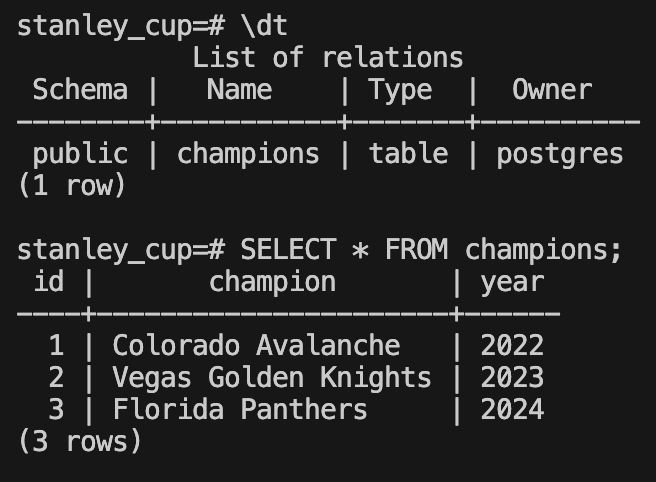 stanley_cup=# \dt
          List of relations
 Schema |   Name    | Type  |  Owner
--------+-----------+-------+----------
 public | champions | table | postgres
(1 row)

stanley_cup=# SELECT * FROM champions;
 id |       champion       | year
----+----------------------+------
  1 | Colorado Avalanche   | 2022
  2 | Vegas Golden Knights | 2023
  3 | Florida Panthers     | 2024
(3 rows)